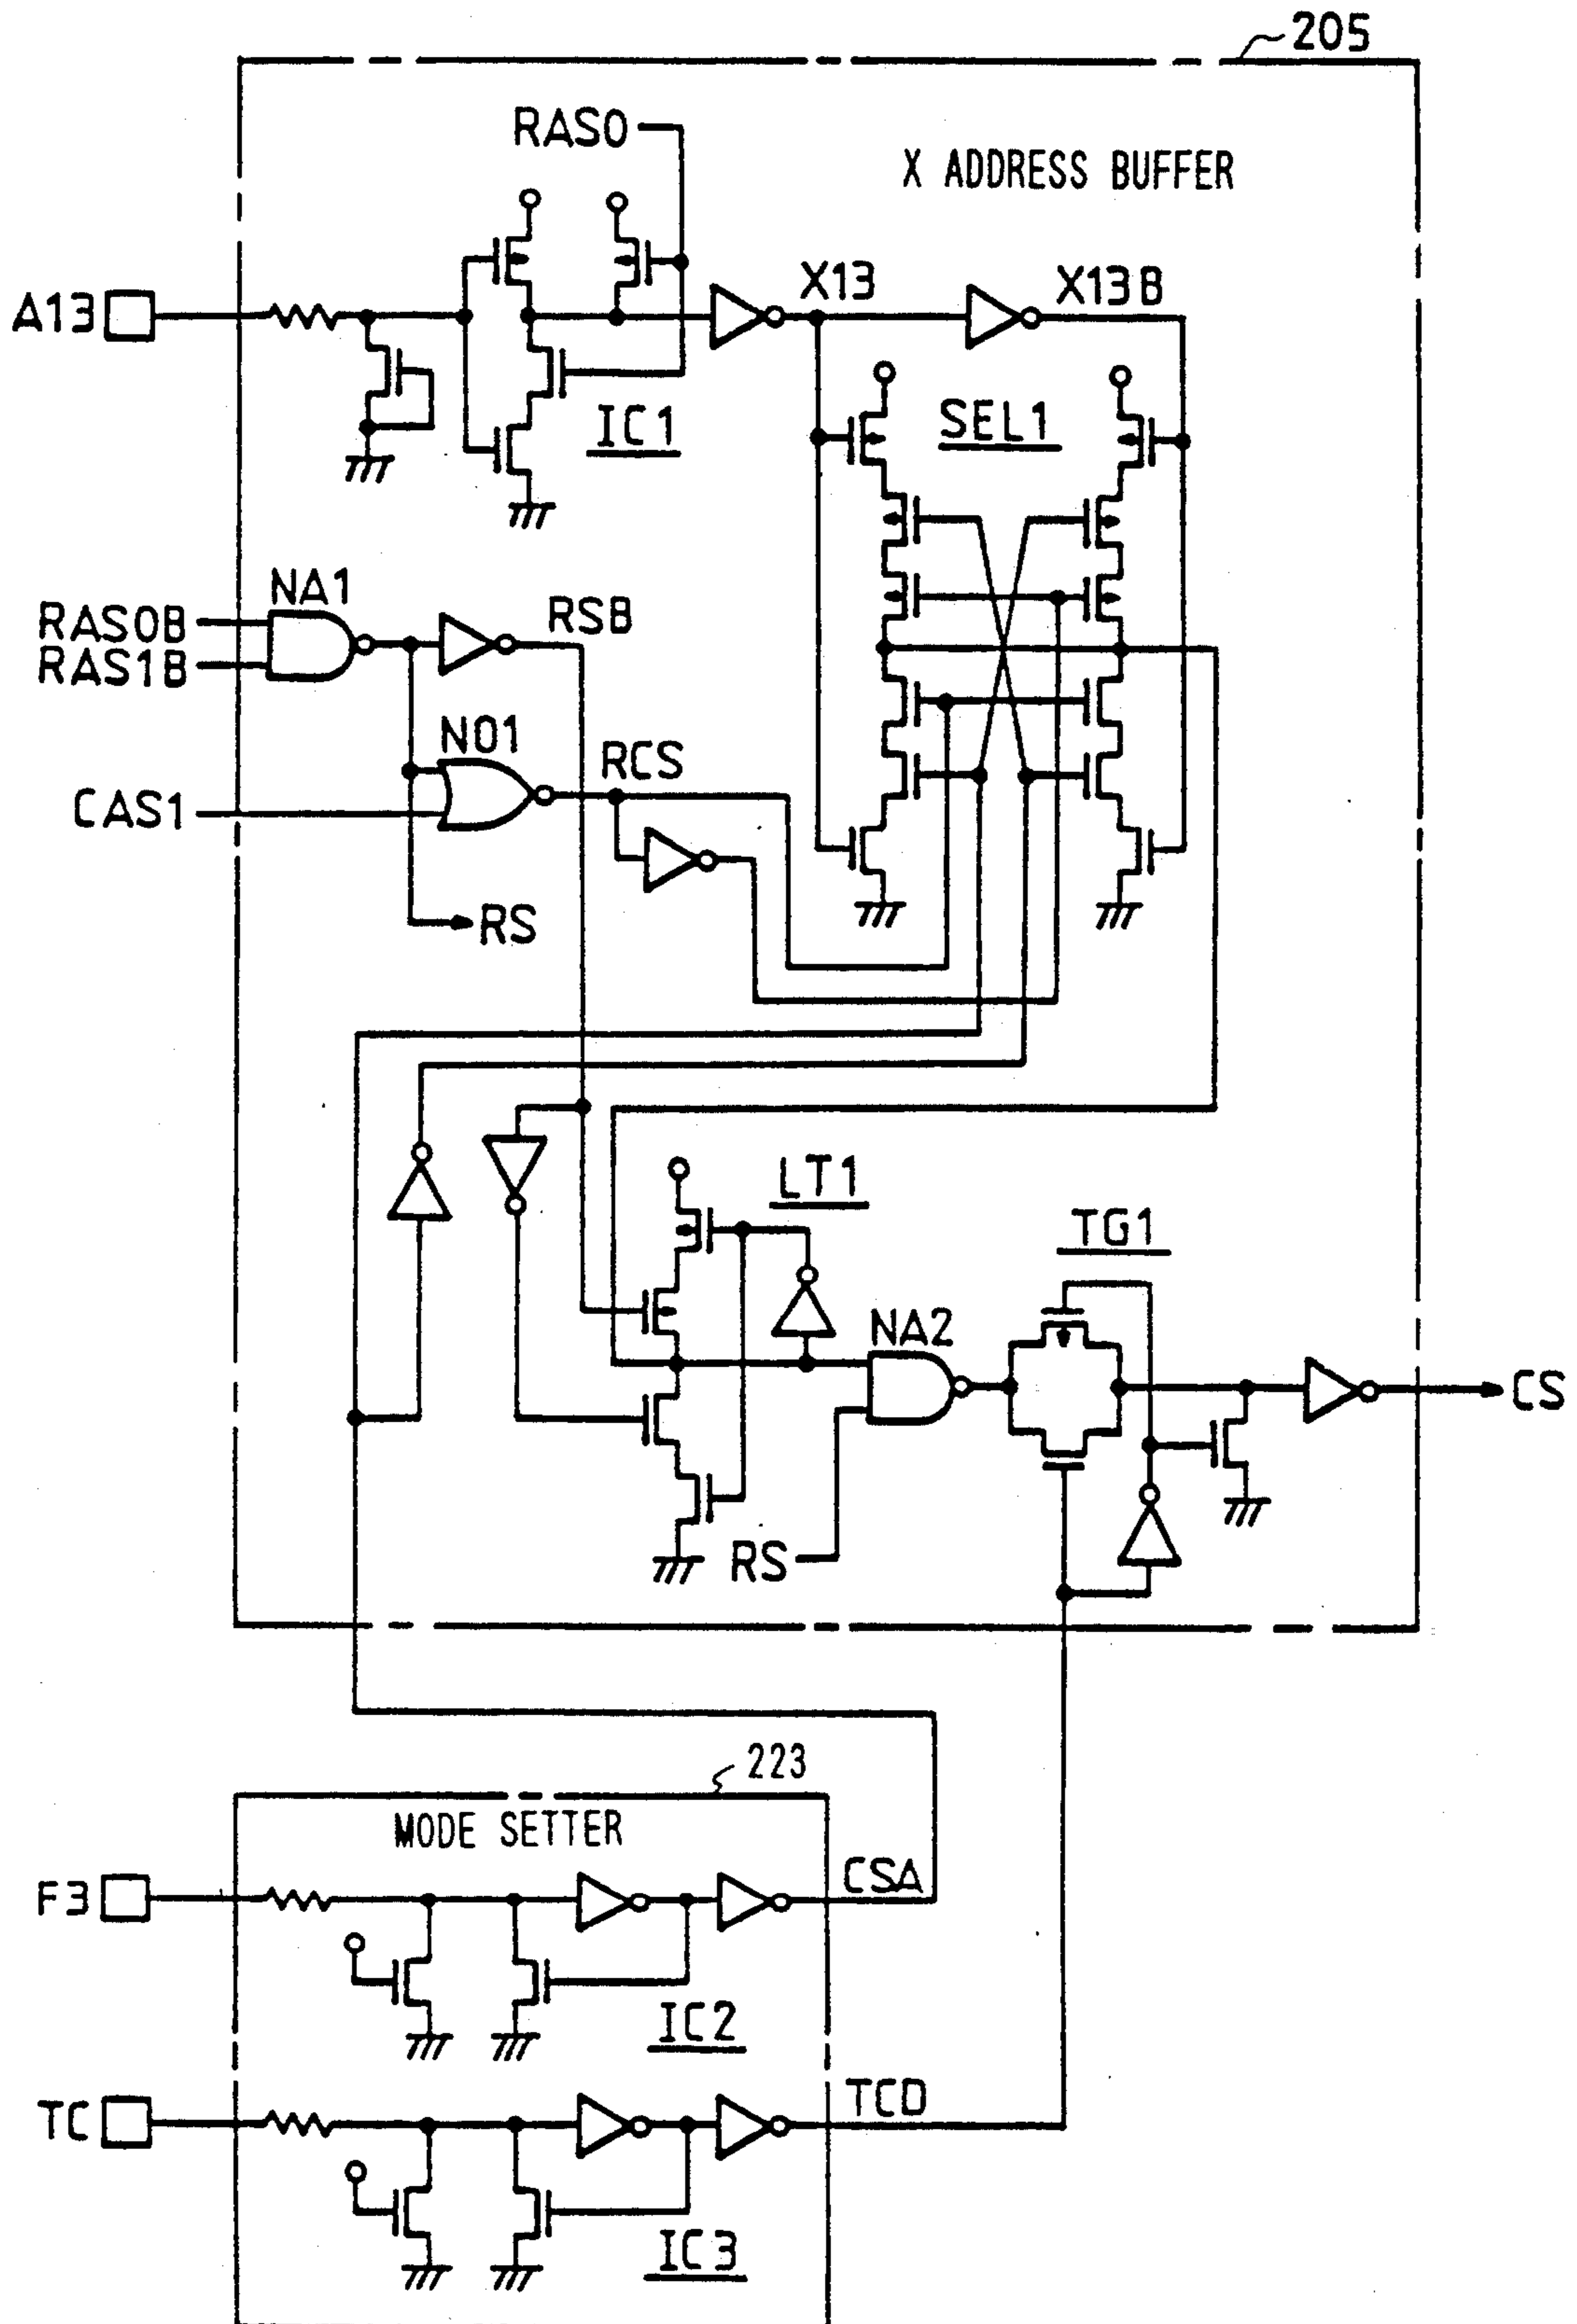 205
RAS0
X ADDRESS BUFFER
A13
X13
X13B
IC1
SEL1
NA1
RAS0B
RAS1B
RSB
NO1
RCS
CAS1
RS
LT1
TG1
NA2
CS
RS
223
MODE SETTER
F3
CSA
IC2
TC
TCD
IC3